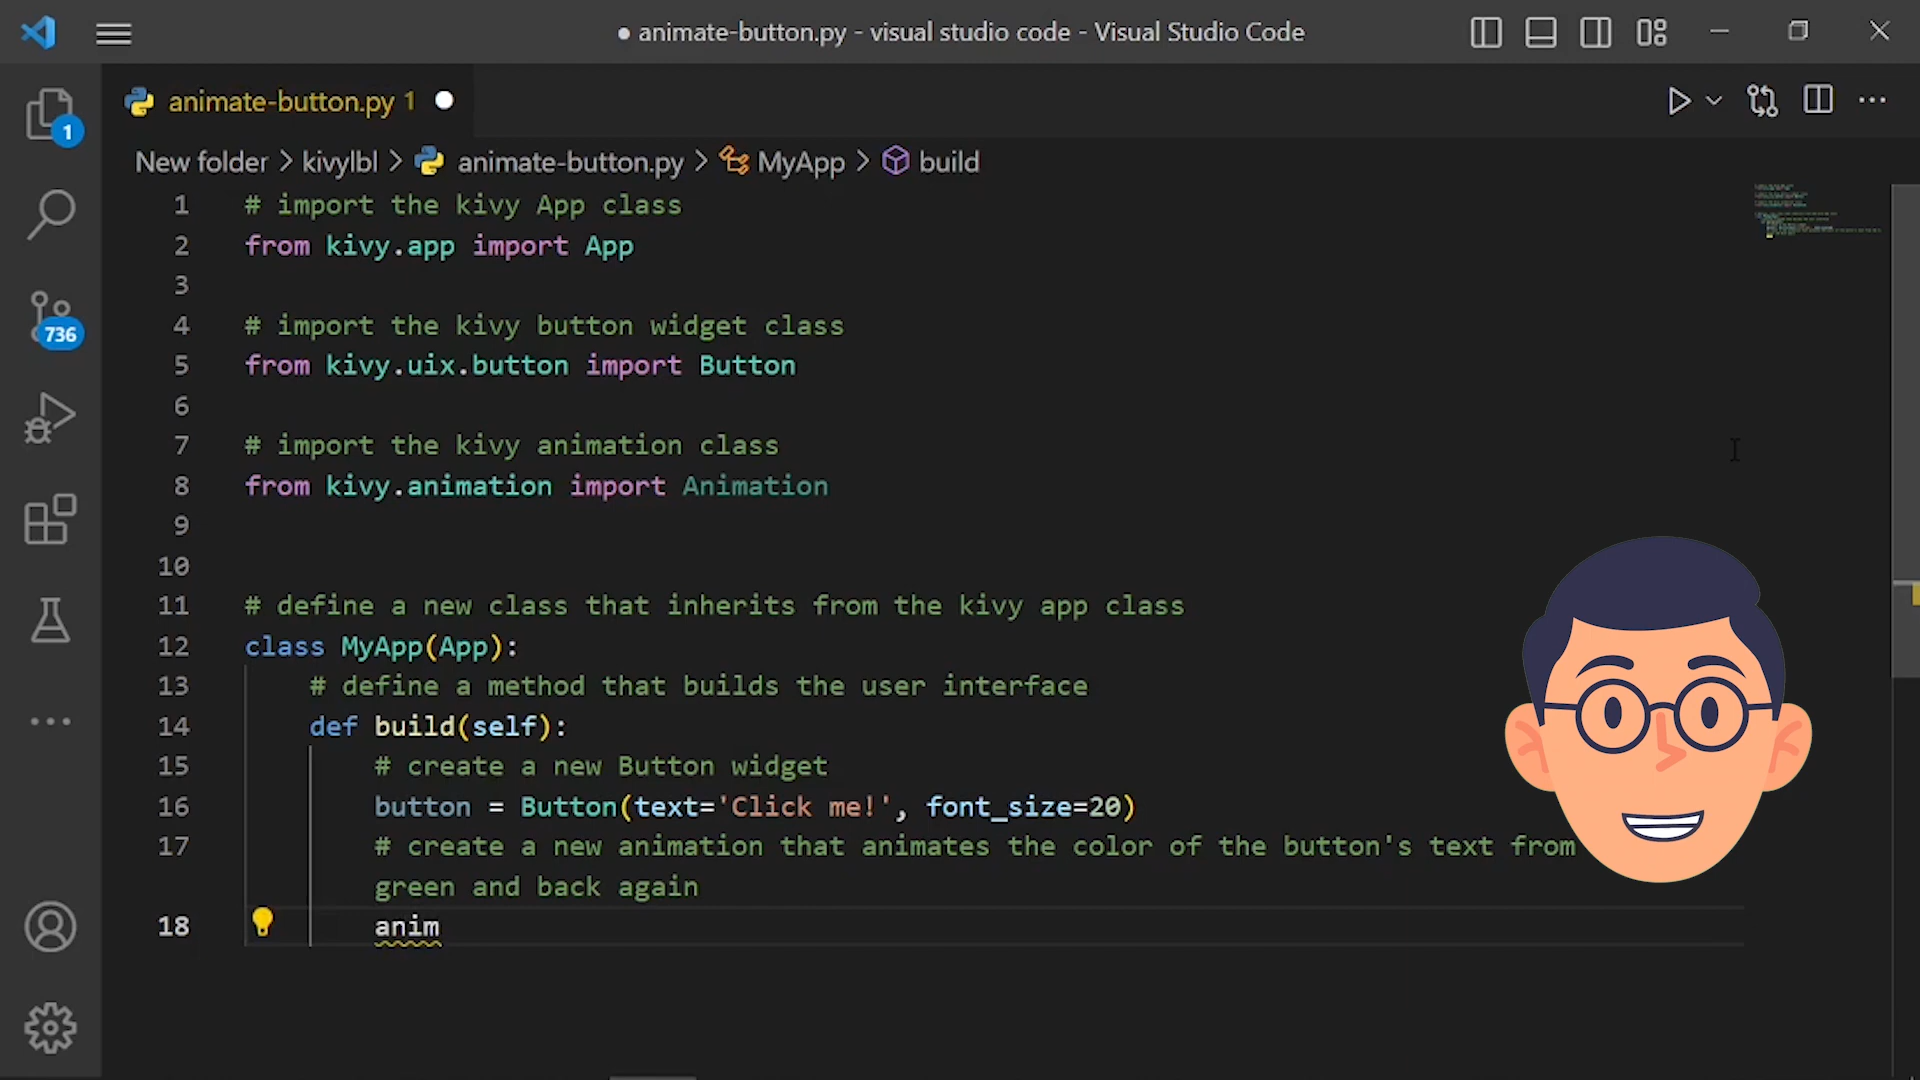 animate-button.py - visual studio code - Visual Studio Code
animate-button.py 1
1
New folder > kivylbl > animate-button.py > MyApp > build
1 # import the kivy App class
2 from kivy.app import App
3
4 # import the kivy button widget class
5 from kivy.uix.button import Button
6
7 # import the kivy animation class
8 from kivy.animation import Animation
9
10
11 # define a new class that inherits from the kivy app class
12 class MyApp(App):
13 # define a method that builds the user interface
14 def build(self):
15 # create a new Button widget
16 button = Button(text='Click me!', font_size=20)
17 # create a new animation that animates the color of the button's text from
green and back again
18 anim
736